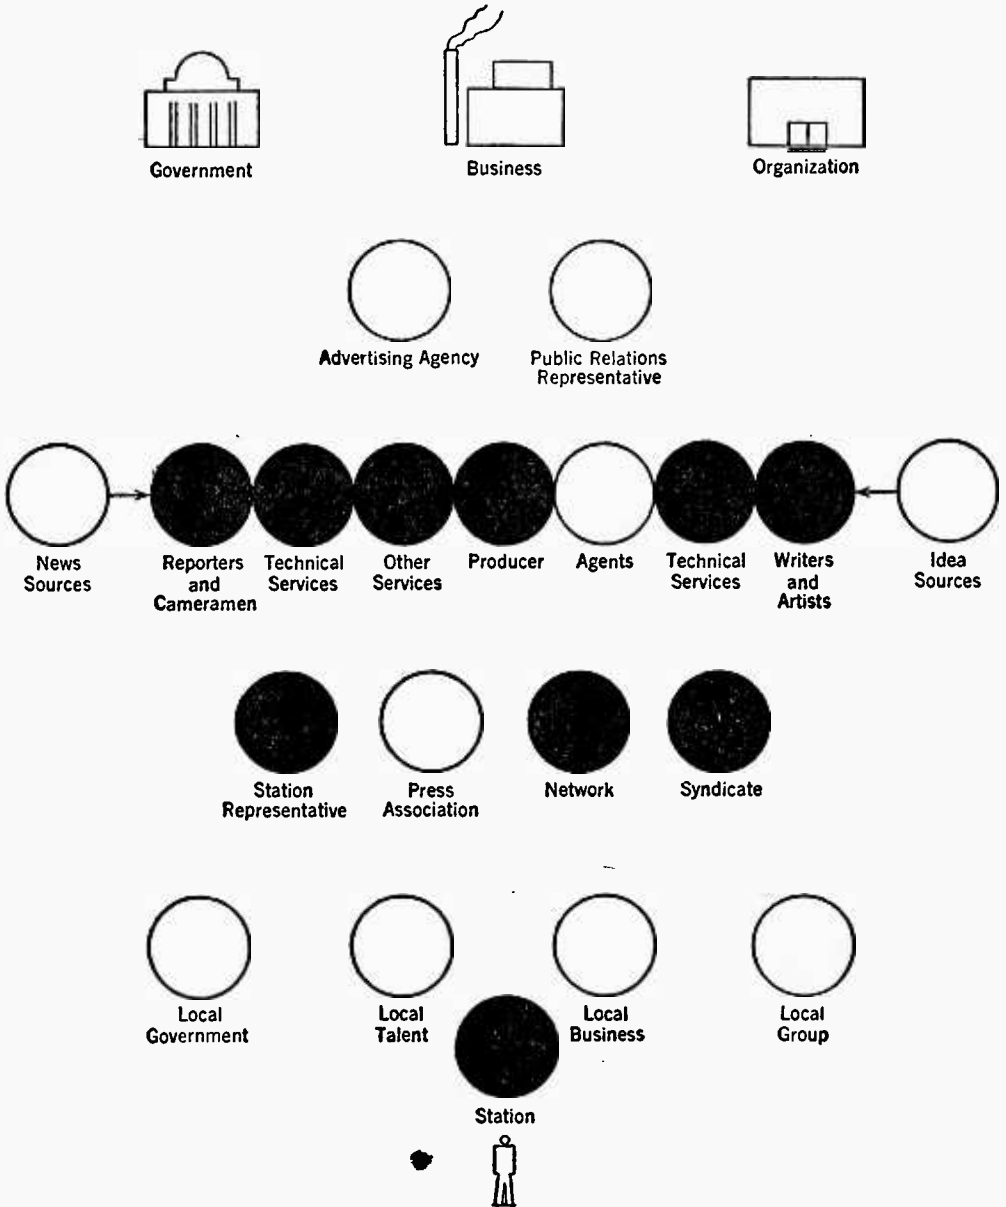 Government
Business
Organization
Advertising Agency
Public Relations
Representative
News
Sources
Reporters
and
Cameramen
Technical
Services
Other
Services
Producer
Agents
Technical
Services
Writers
and
Artists
Idea
Sources
Station
Representative
Press
Association
Network
Syndicate
Local
Government
Local
Talent
Local
Business
Local
Group
Station